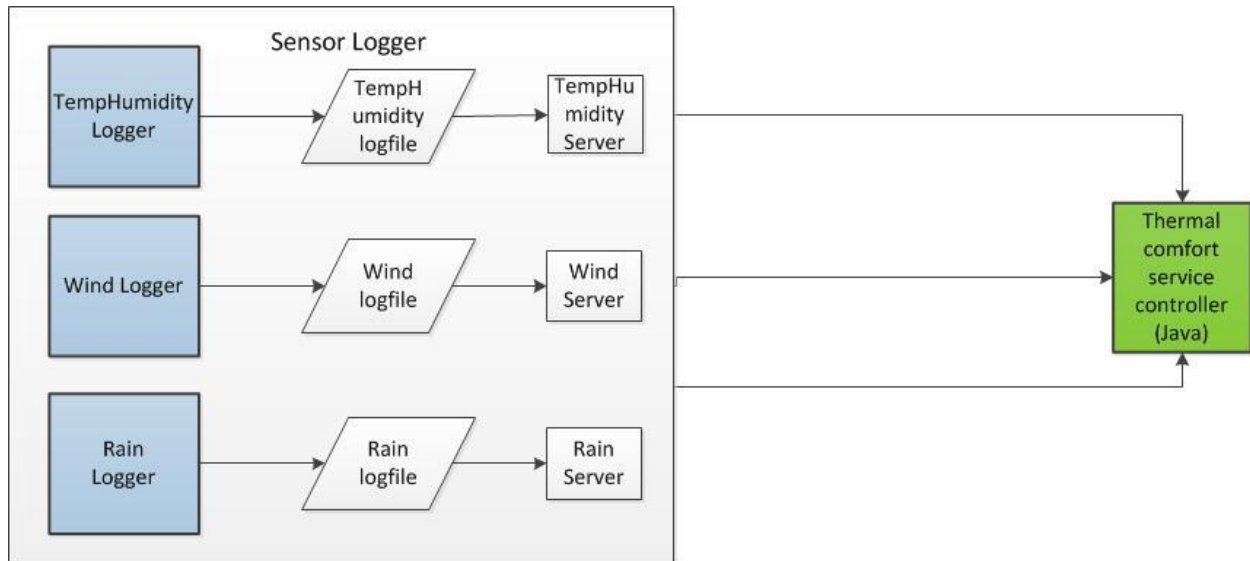 Sensor Logger
TempHumidity
Logger
TempH
umidity
logfile
TempHu
midity
Server
Wind Logger
Wind
logfile
Wind
Server
Rain
Logger
Rain
logfile
Rain
Server
Thermal
comfort
service
controller
(Java)